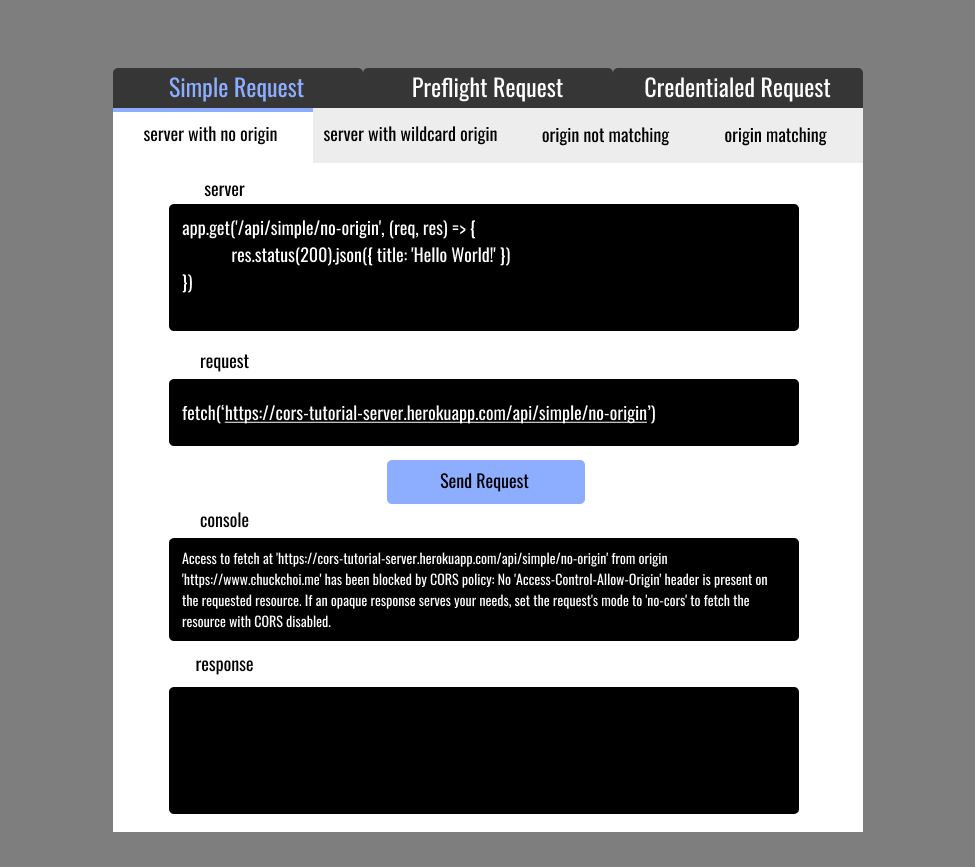 Simple Request Preflight Request Credentialed Request
server with no origin server with wildcard origin origin not matching origin matching
server
app.get('/api/simple/no-origin', (req, res) => {
res.status(200).json({ title: 'Hello World!' })
})
request
fetch(‘https://cors-tutorial-server.herokuapp.com/api/simple/no-origin’)
Send Request
console
Access to fetch at 'https://cors-tutorial-server.herokuapp.com/api/simple/no-origin' from origin
'https://www.chuckchoi.me' has been blocked by CORS policy: No 'Access-Control-Allow-Origin' header is present on
the requested resource. If an opaque response serves your needs, set the request's mode to 'no-cors' to fetch the
resource with CORS disabled.
response